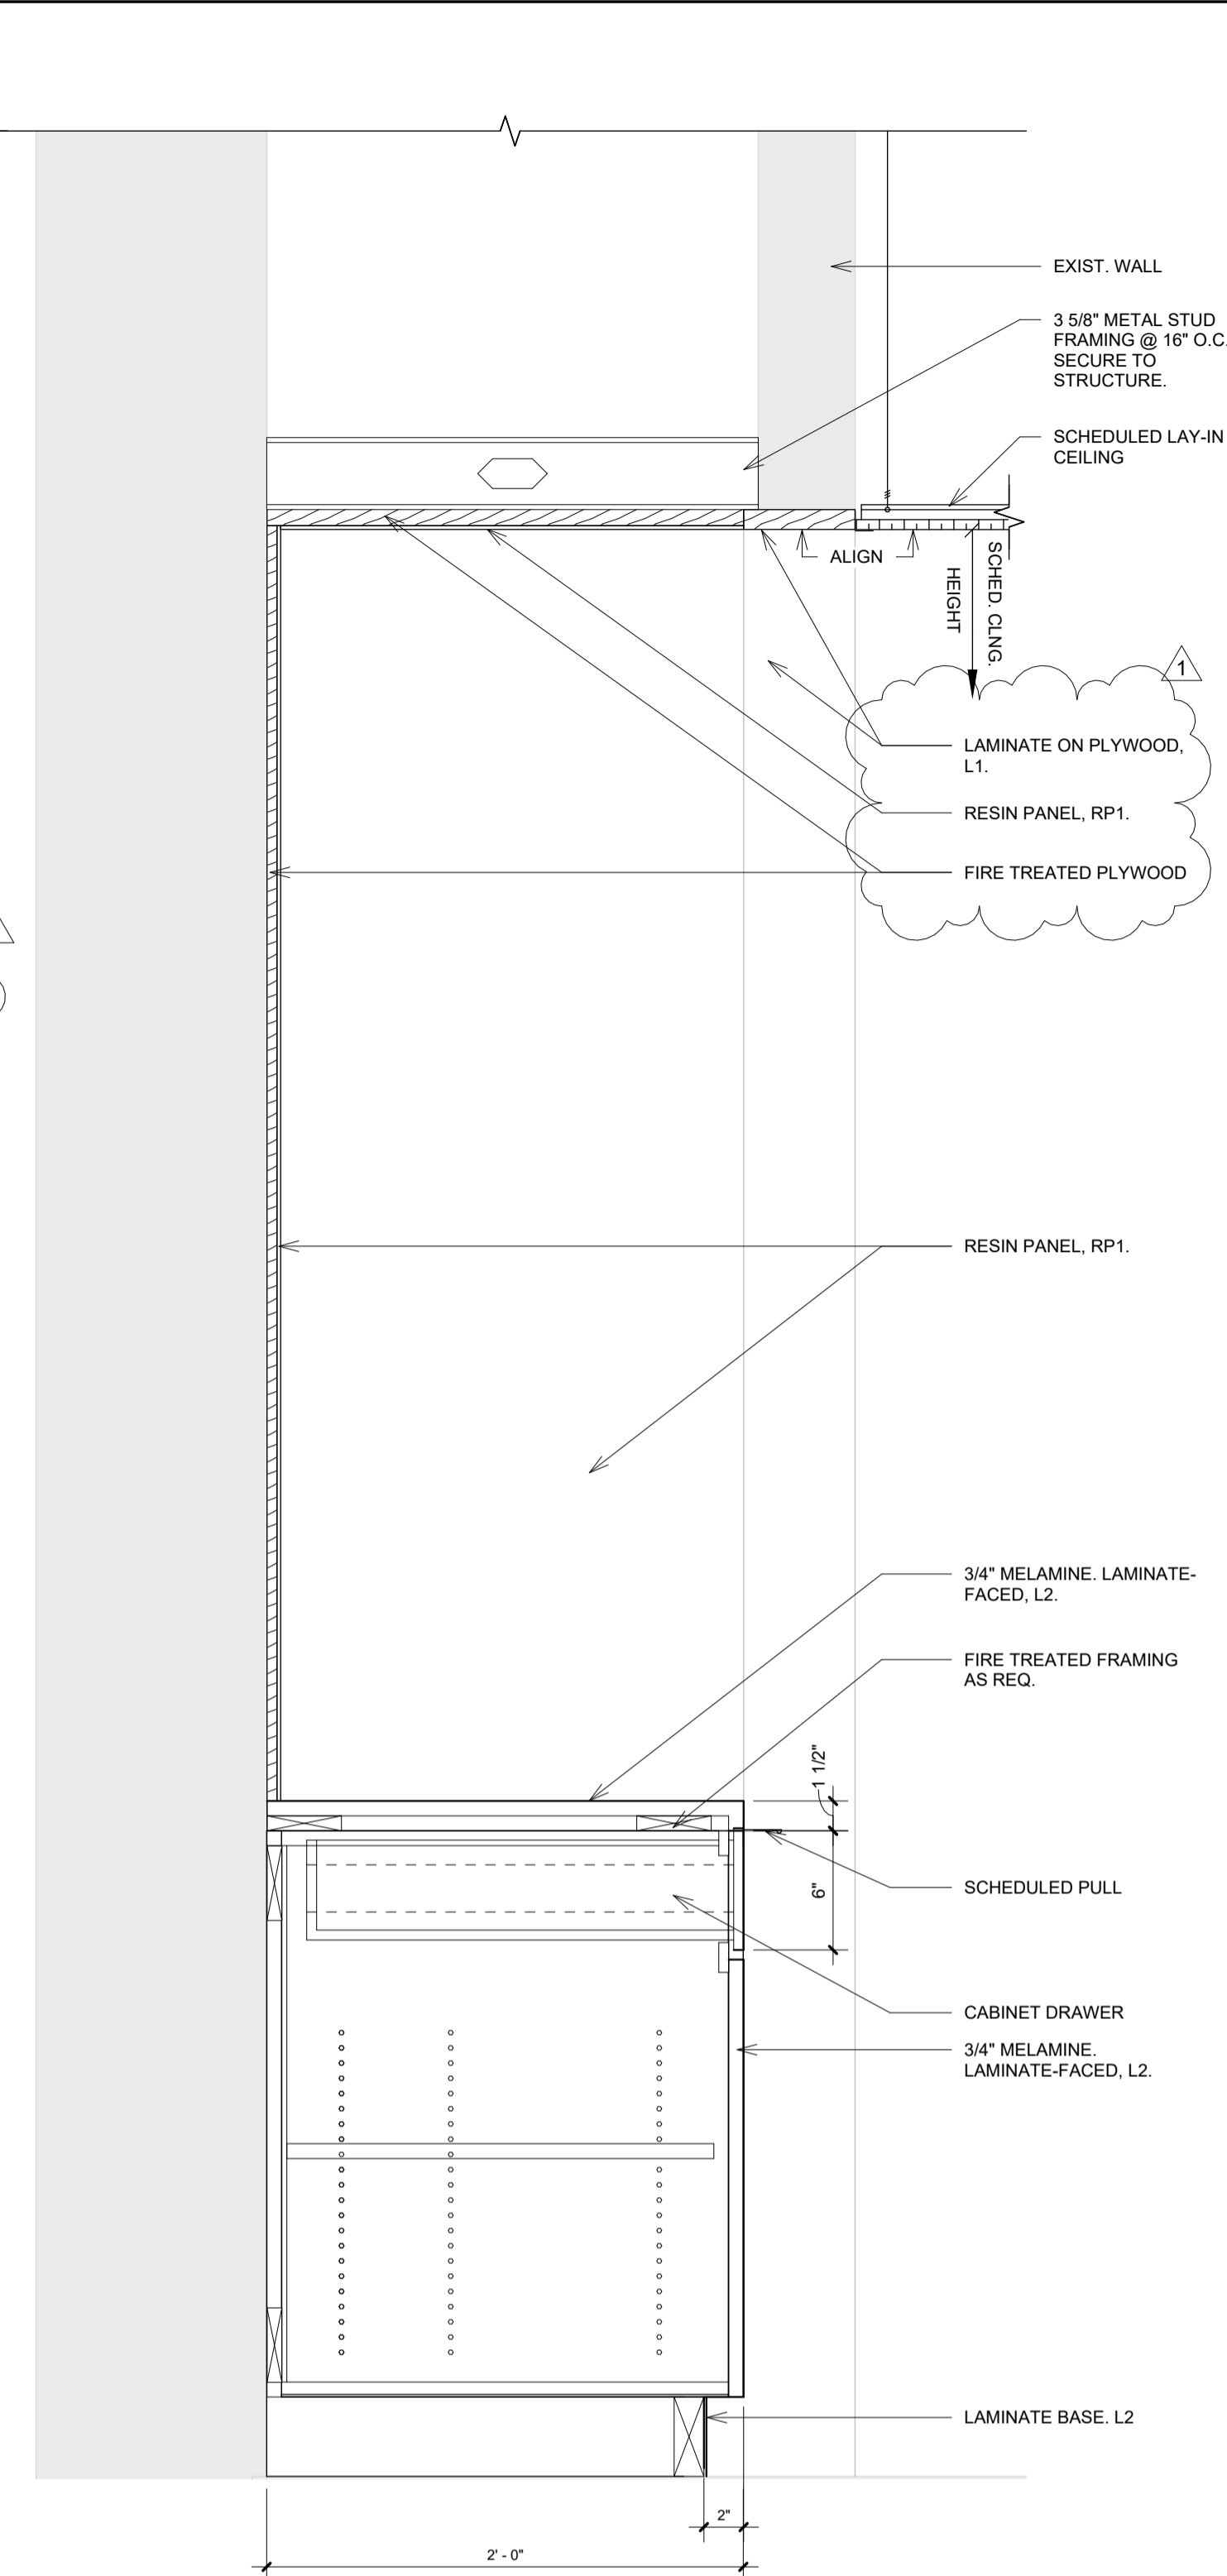 EXIST. WALL
3 5/8" METAL STUD
FRAMING @ 16" O.C.
SECURE TO
STRUCTURE.
SCHEDULED LAY-IN
CEILING
ALIGN
SCHED. CLNG.
HEIGHT
1
LAMINATE ON PLYWOOD,
L1.
RESIN PANEL, RP1.
FIRE TREATED PLYWOOD
RESIN PANEL, RP1.
3/4" MELAMINE. LAMINATE-
FACED, L2.
FIRE TREATED FRAMING
AS REQ.
1 1/2"
6"
SCHEDULED PULL
CABINET DRAWER
3/4" MELAMINE.
LAMINATE-FACED, L2.
LAMINATE BASE. L2
2"
2' - 0"